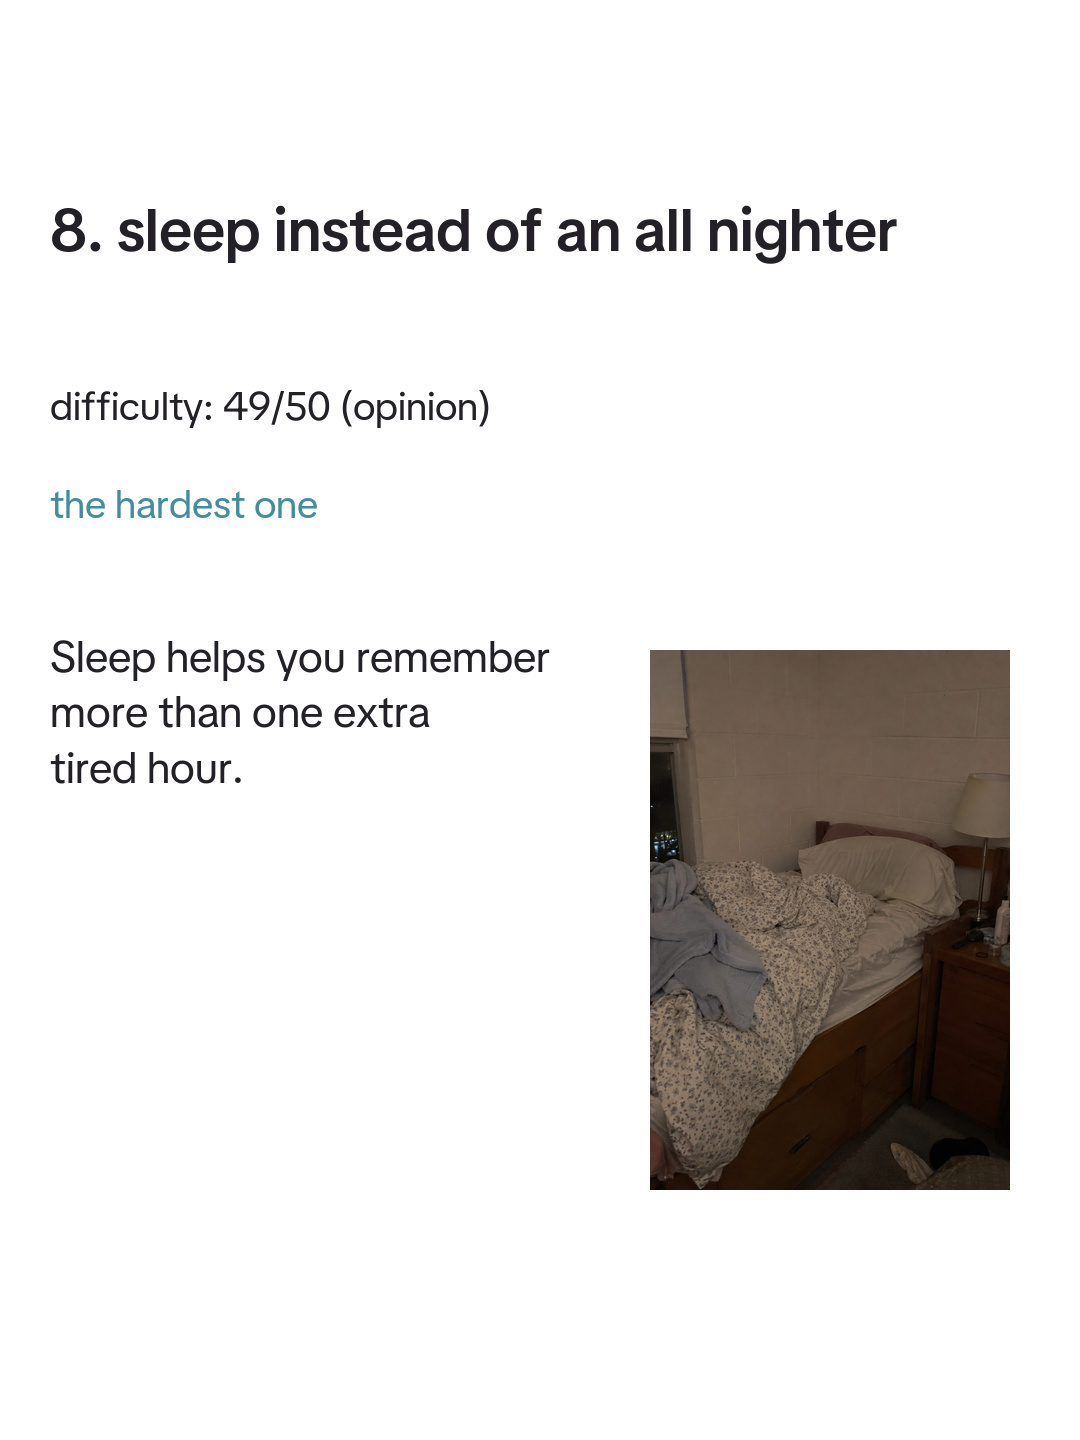 8. sleep instead of an all nighter
difficulty: 49/50 (opinion)
the hardest one
Sleep helps you remember
more than one extra
tired hour.